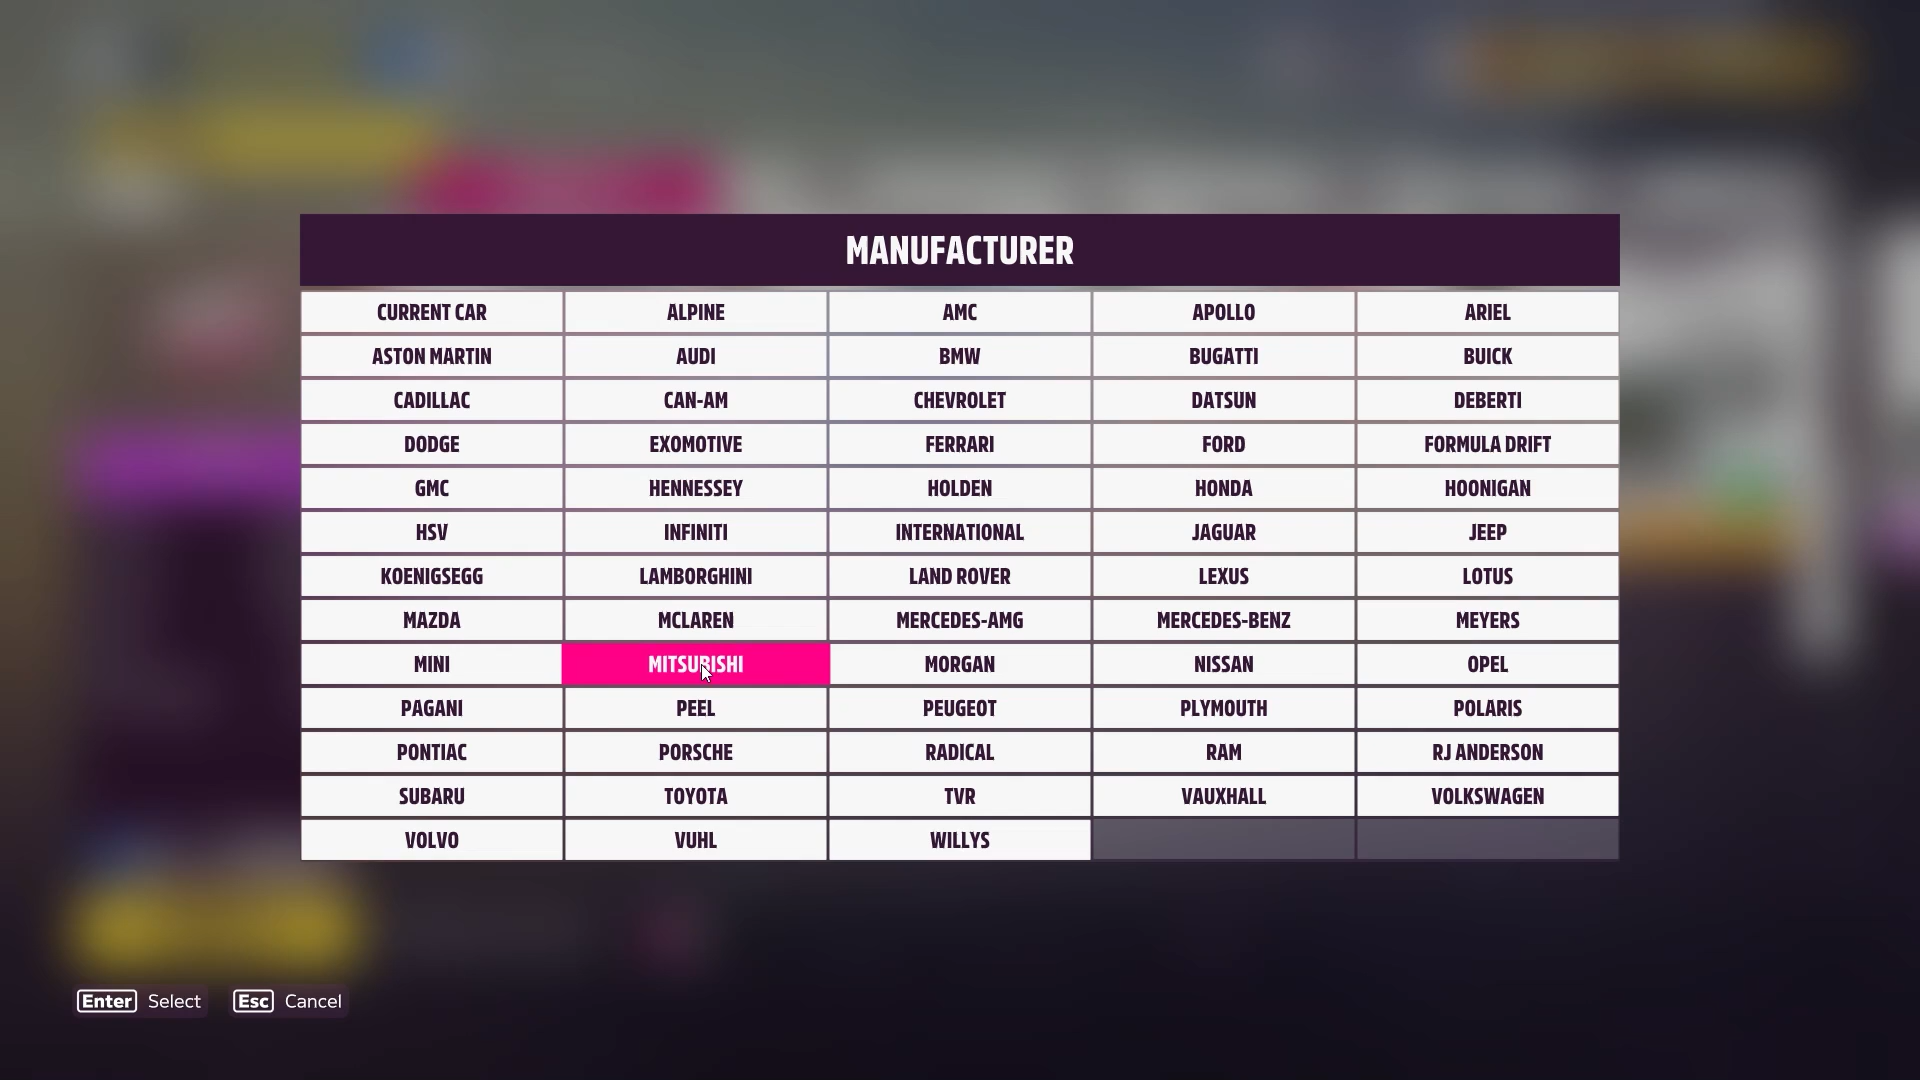 MANUFACTURER
CURRENT CAR ALPINE AMC APOLLO ARIEL
ASTON MARTIN AUDI BMW BUGATTI BUICK
CADILLAC CAN-AM CHEVROLET DATSUN DEBERTI
DODGE EXOMOTIVE FERRARI FORD FORMULA DRIFT
GMC HENNESSEY HOLDEN HONDA HOONIGAN
HSV INFINITI INTERNATIONAL JAGUAR JEEP
KOENIGSEGG LAMBORGHINI LAND ROVER LEXUS LOTUS
MAZDA MCLAREN MERCEDES-AMG MERCEDES-BENZ MEYERS
MINI MITSUBISHI MORGAN NISSAN OPEL
PAGANI PEEL PEUGEOT PLYMOUTH POLARIS
PONTIAC PORSCHE RADICAL RAM RJ ANDERSON
SUBARU TOYOTA TVR VAUXHALL VOLKSWAGEN
VOLVO VUHL WILLYS
Enter Select Esc Cancel